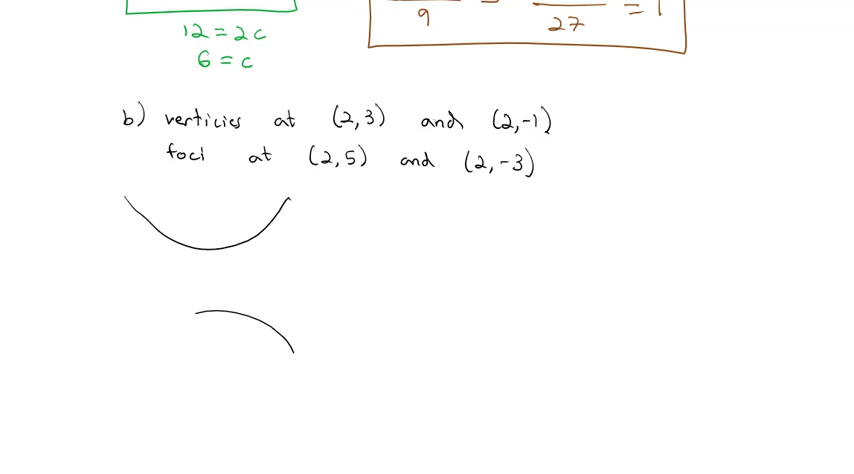 12 = 2c
6 = c
9
27
= 1
b) verticies at (2,3) and (2,-1)
foci at (2,5) and (2,-3)